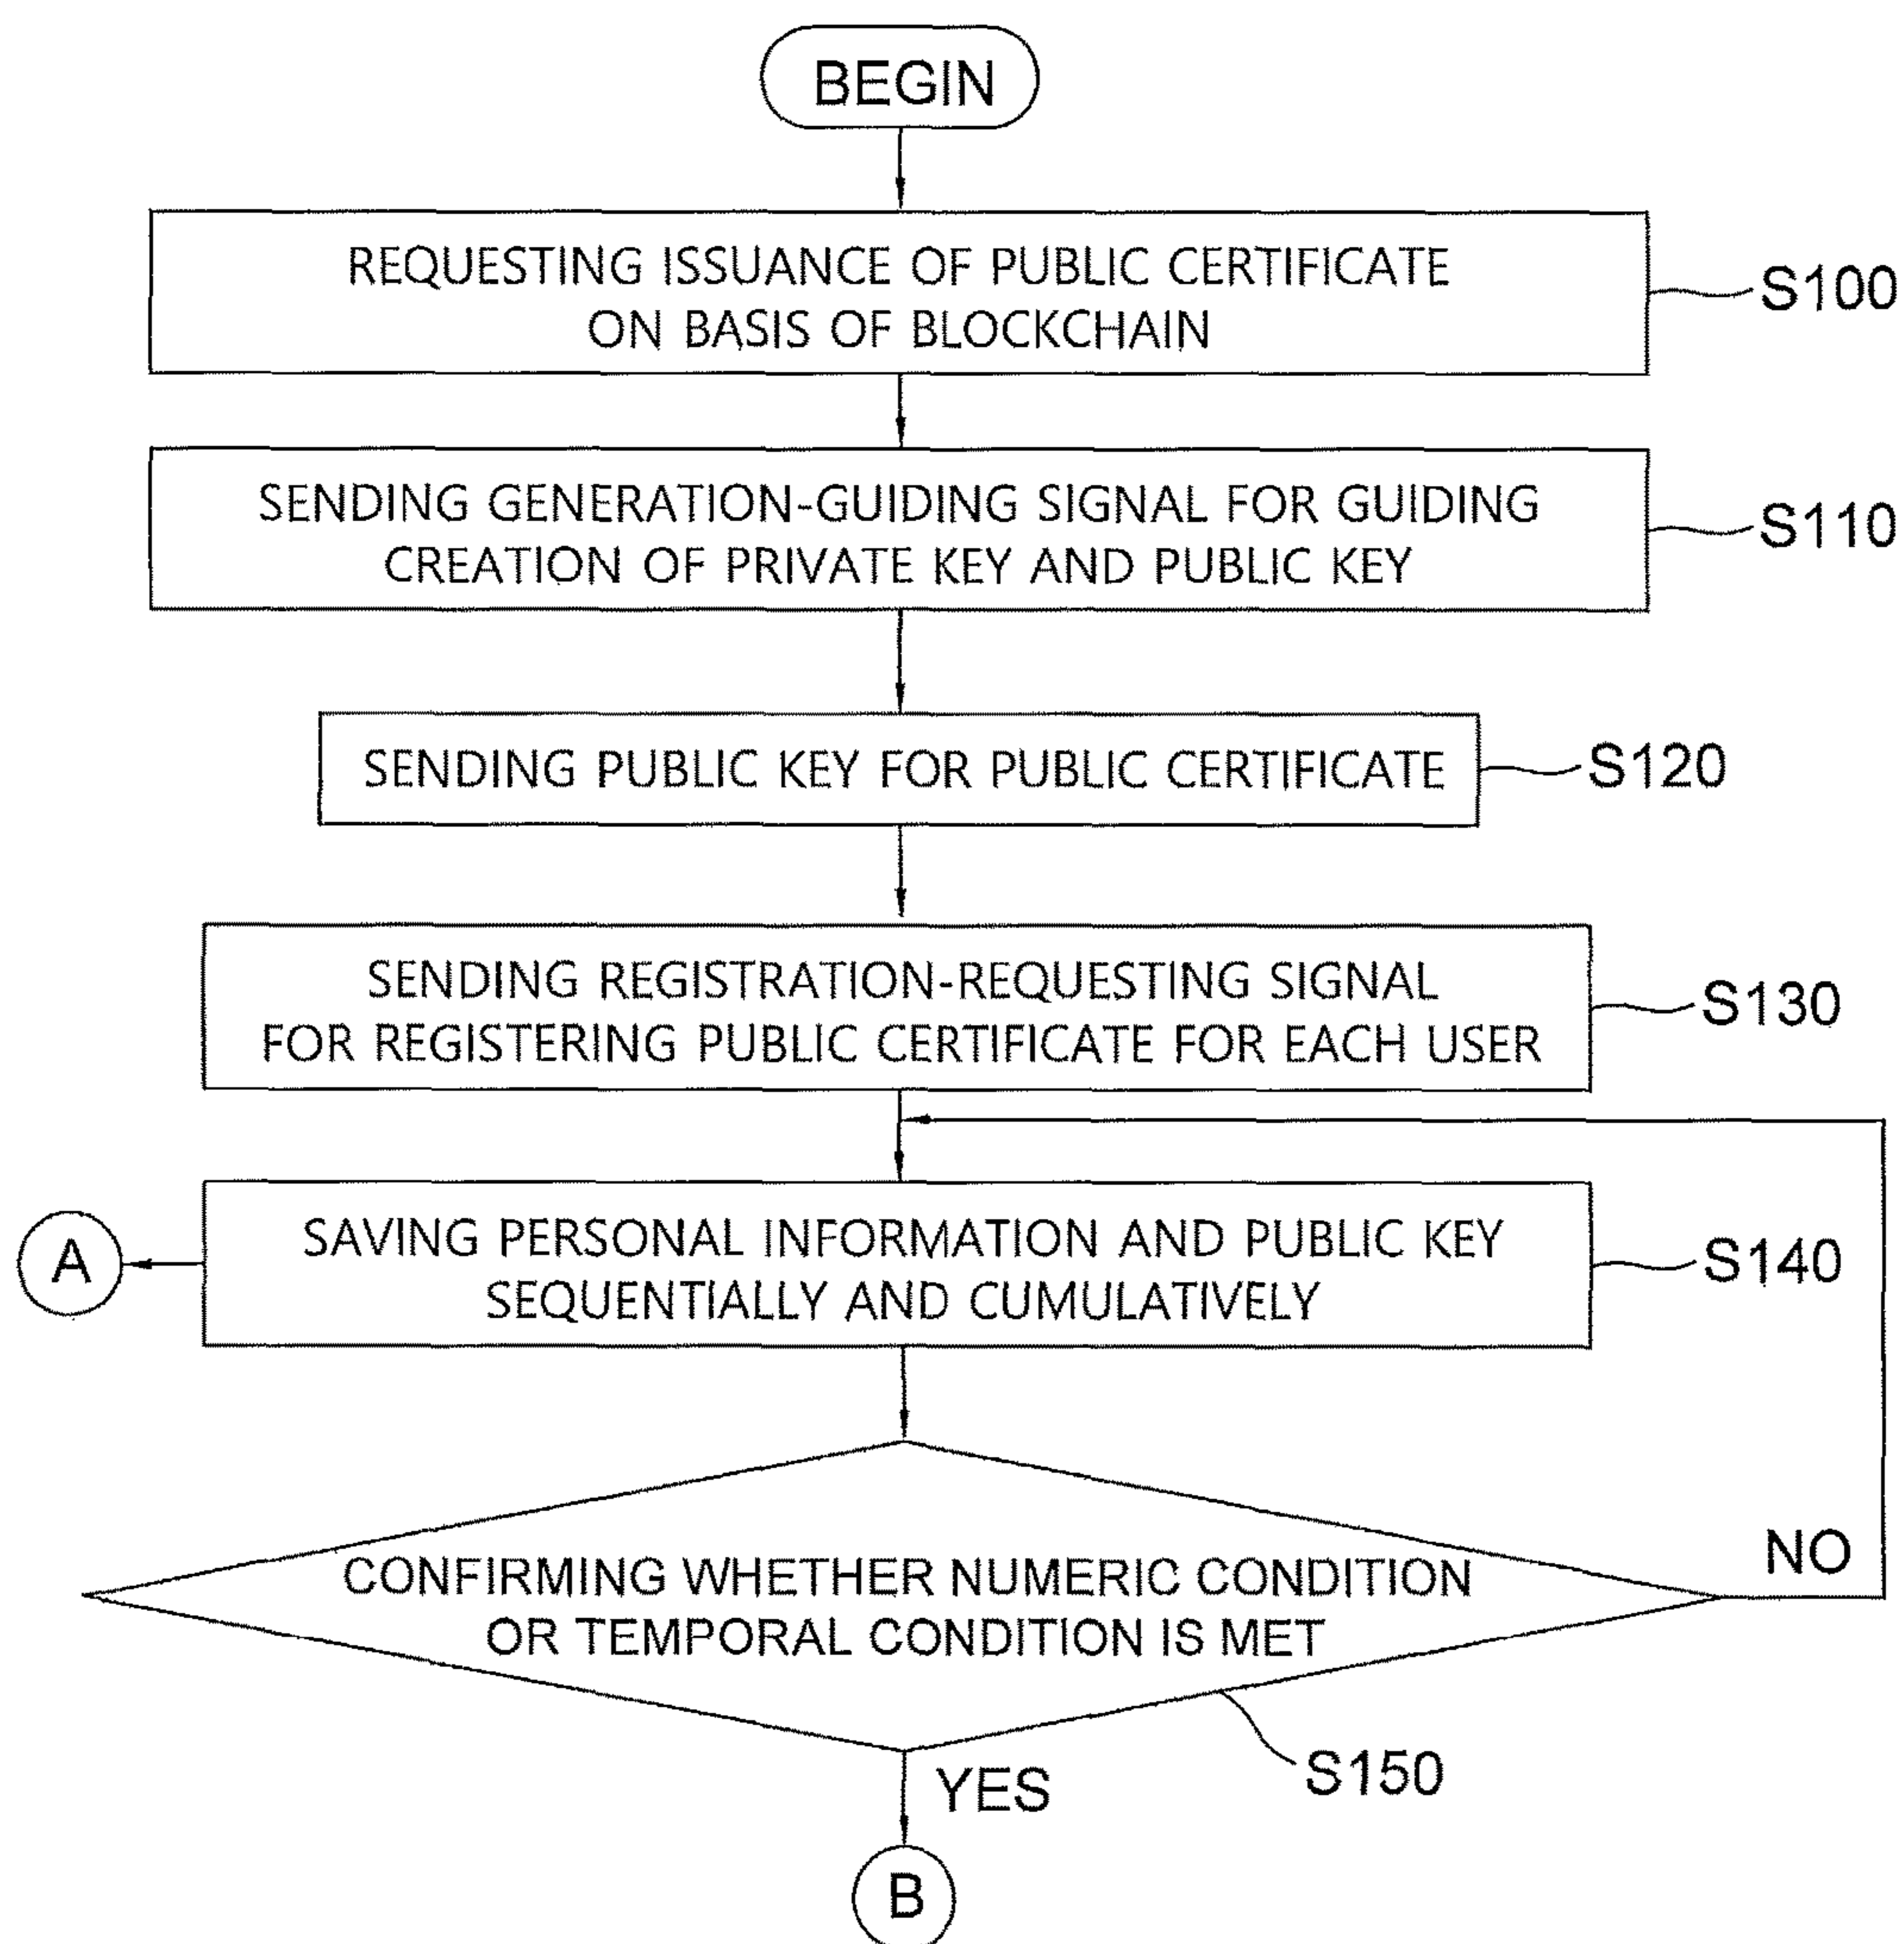 BEGIN
REQUESTING ISSUANCE OF PUBLIC CERTIFICATE
ON BASIS OF BLOCKCHAIN
S100
SENDING GENERATION-GUIDING SIGNAL FOR GUIDING
CREATION OF PRIVATE KEY AND PUBLIC KEY
S110
SENDING PUBLIC KEY FOR PUBLIC CERTIFICATE
S120
SENDING REGISTRATION-REQUESTING SIGNAL
FOR REGISTERING PUBLIC CERTIFICATE FOR EACH USER
S130
A
SAVING PERSONAL INFORMATION AND PUBLIC KEY
SEQUENTIALLY AND CUMULATIVELY
S140
CONFIRMING WHETHER NUMERIC CONDITION
OR TEMPORAL CONDITION IS MET
NO
S150
YES
B